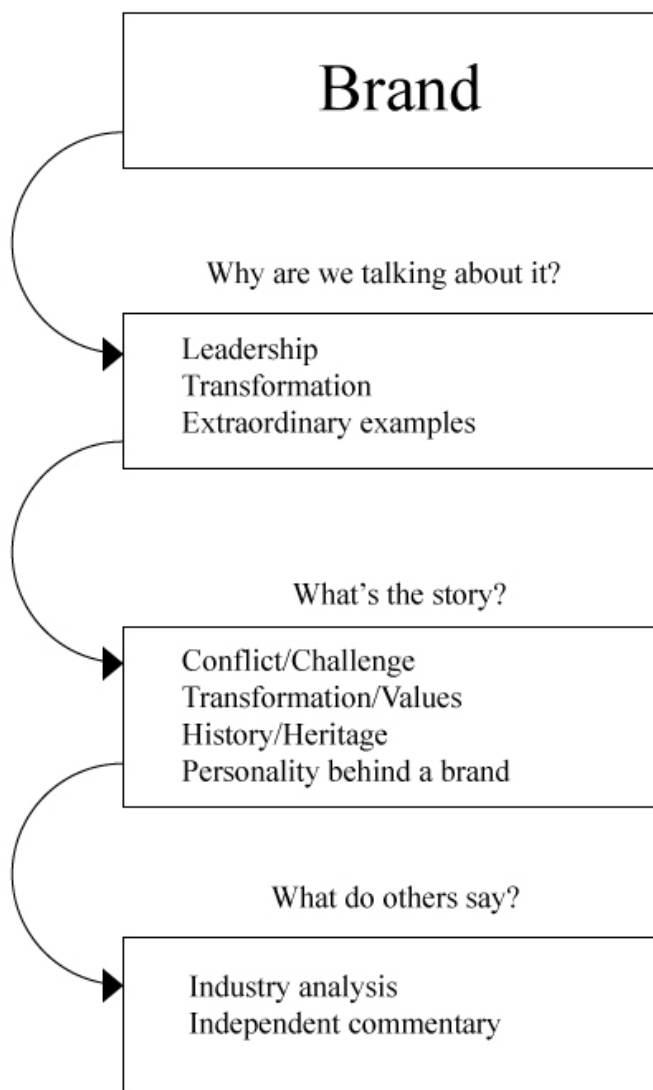 Brand
Why are we talking about it?
Leadership
Transformation
Extraordinary examples
What’s the story?
Conflict/Challenge
Transformation/Values
History/Heritage
Personality behind a brand
What do others say?
Industry analysis
Independent commentary